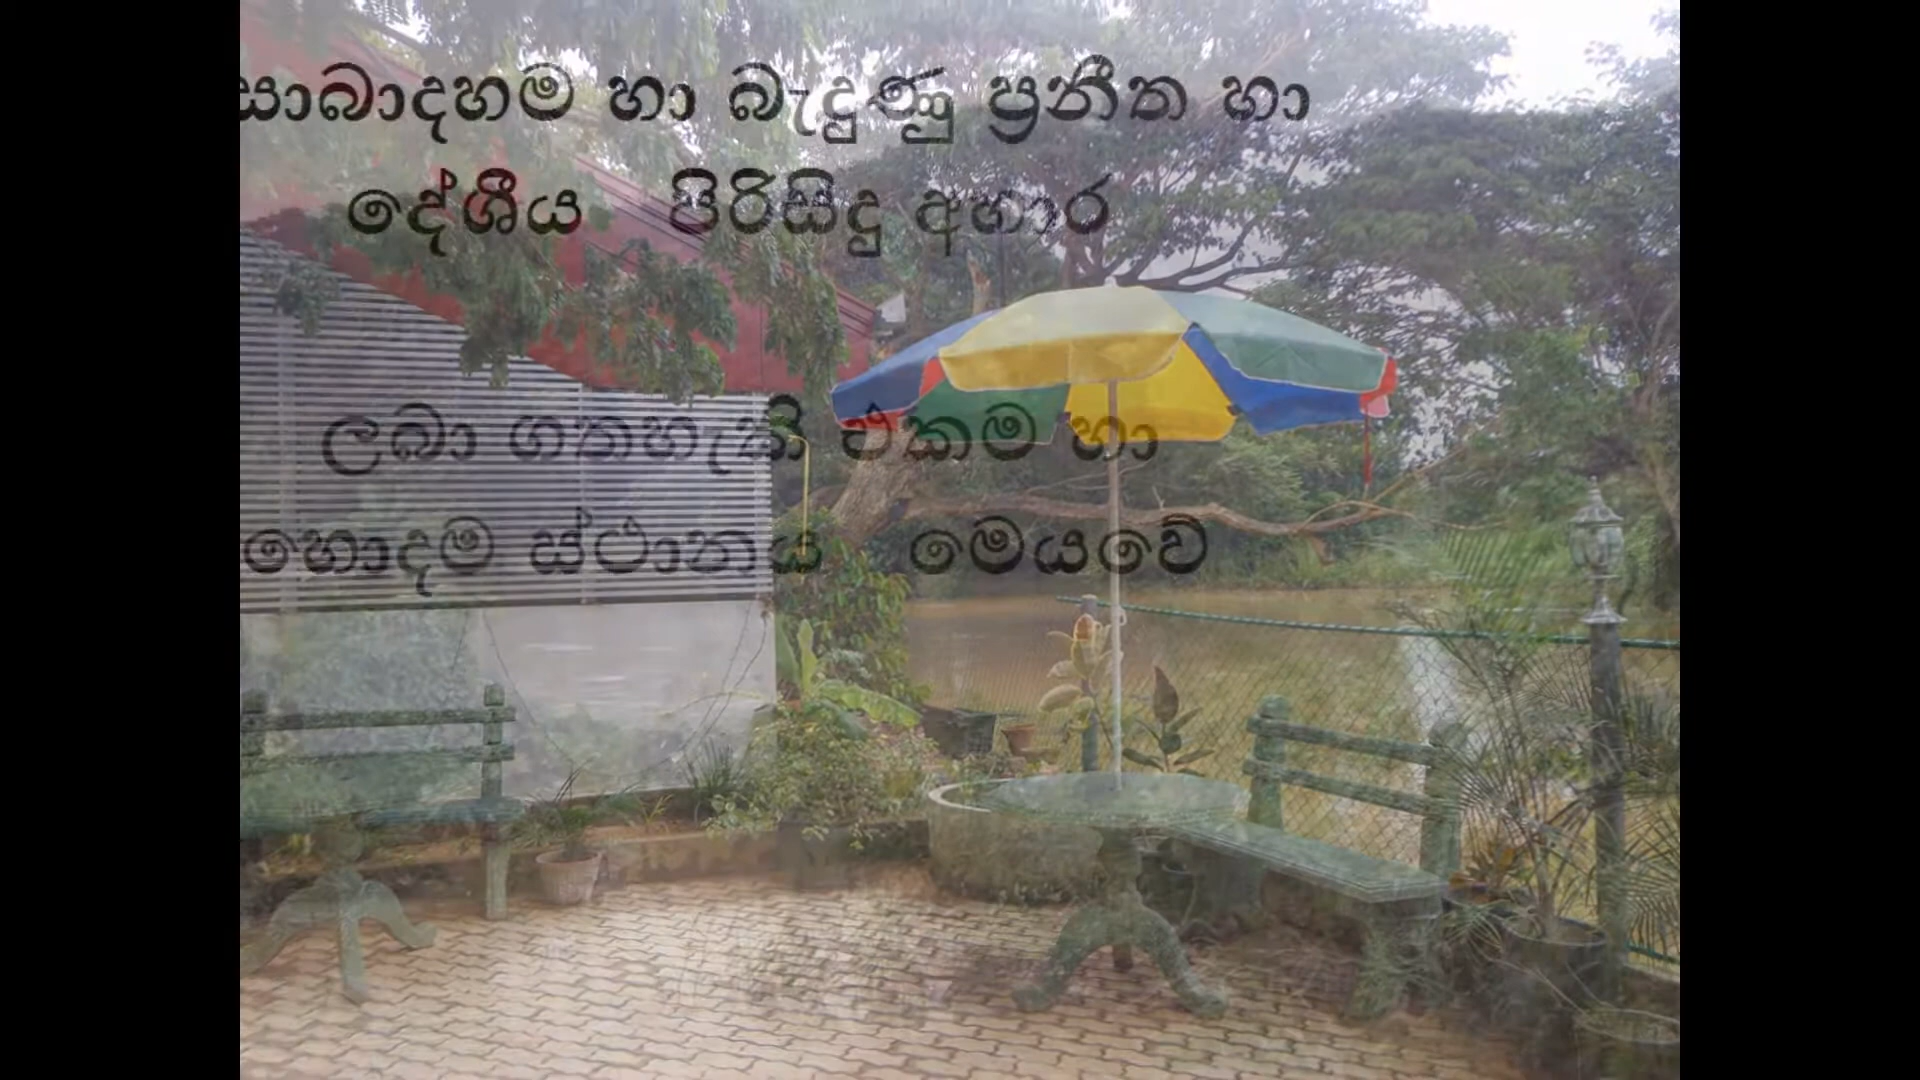 සාබාදහම හා බැදුණු ප්‍රනීත හා
දේශීය පිරිසිදු අහාර
ලබා ගතහැකි එකම හා
හොදම ස්ථානය මෙයවේ